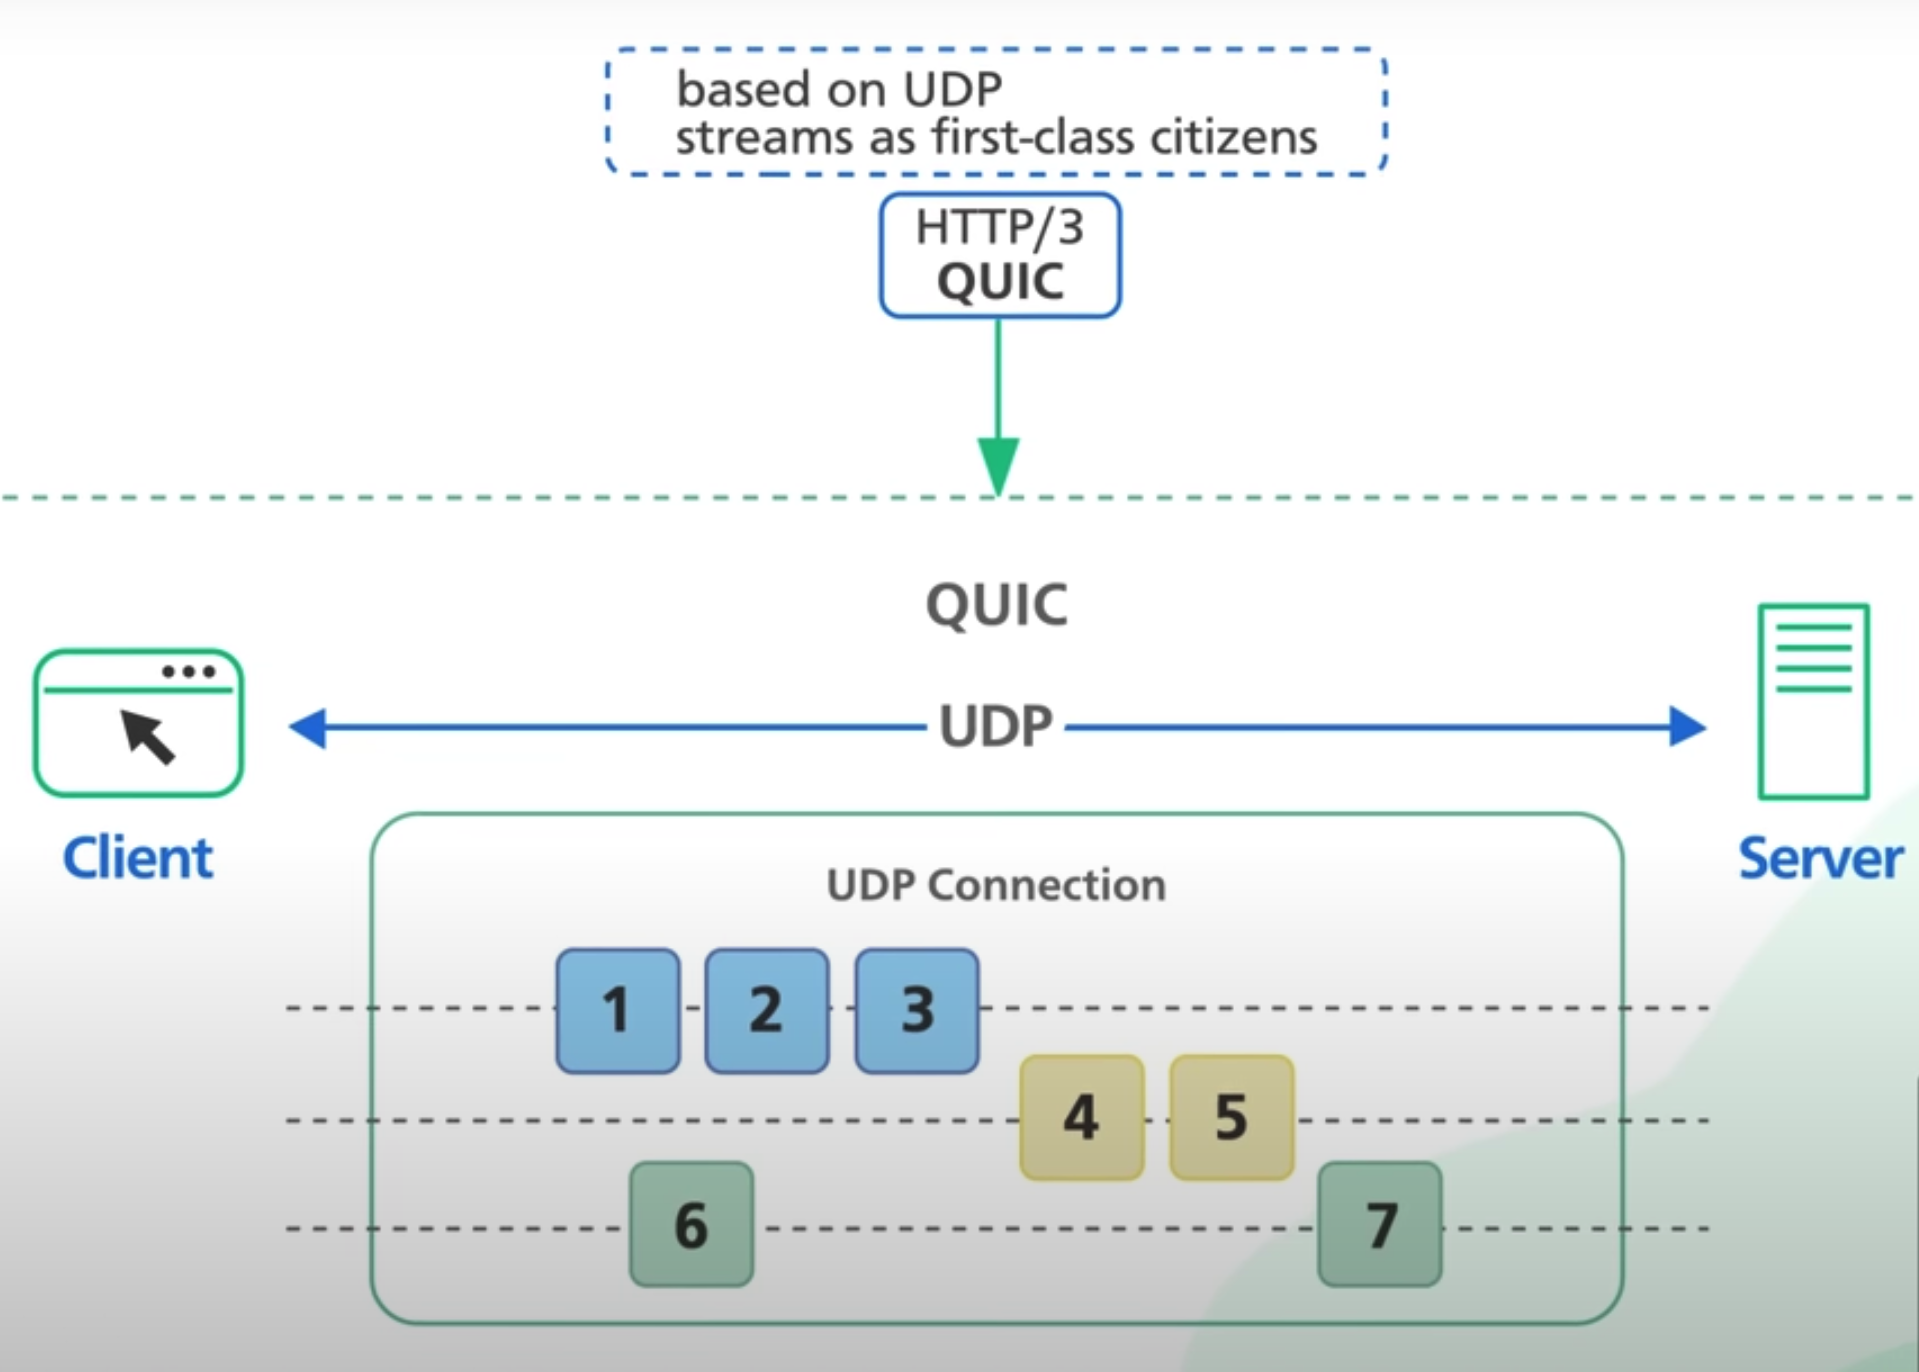 based on UDP
streams as first-class citizens
HTTP/3
QUIC
QUIC
UDP
Client
Server
UDP Connection
1 2 3
4 5
6 7